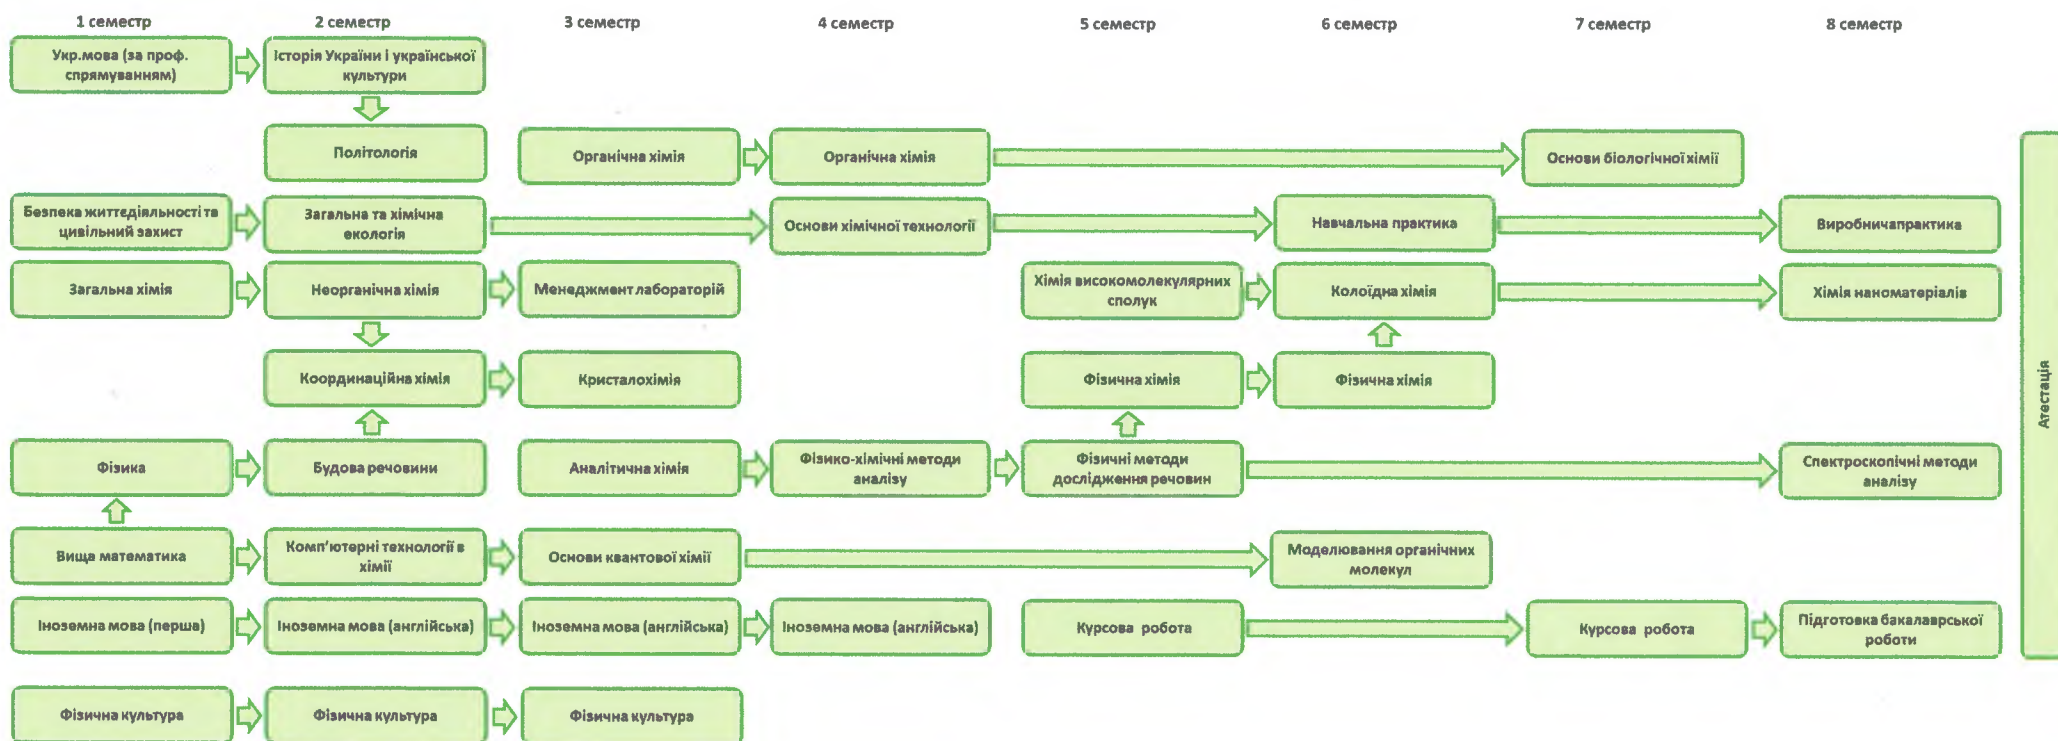 1 семестр
2 семестр
3 семестр
4 семестр
5 семестр
6 семестр
7 семестр
8 семестр
Укр.мова (за проф.
спрямуванням)
Історія України і української
культури
Політологія
Органічна хімія
Органічна хімія
Основи біологічної хімії
Безпека життєдіяльності та
цивільний захист
Загальна та хімічна
екологія
Основи хімічної технології
Навчальна практика
Виробничапрактика
Загальна хімія
Неорганічна хімія
Менеджмент лабораторій
Хімія високомолекулярних
сполук
Колоїдна хімія
Хімія наноматеріалів
Координаційна хімія
Кристалохімія
Фізична хімія
Фізична хімія
Фізика
Будова речовини
Аналітична хімія
Фізико-хімічні методи
аналізу
Фізичні методи
дослідження речовин
Спектроскопічні методи
аналізу
Вища математика
Комп'ютерні технології в
хімії
Основи квантової хімії
Моделювання органічних
молекул
Іноземна мова (перша)
Іноземна мова (англійська)
Іноземна мова (англійська)
Іноземна мова (англійська)
Курсова робота
Курсова робота
Підготовка бакалаврської
роботи
Фізична культура
Фізична культура
Фізична культура
Атестація